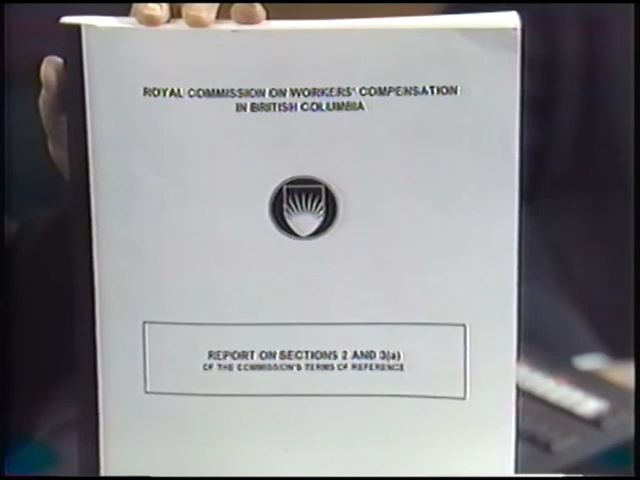 ROYAL COMMISSION ON WORKERS' COMPENSATION
IN BRITISH COLUMBIA
REPORT ON SECTIONS 2 AND 3(a)
OF THE COMMISSION'S TERMS OF REFERENCE